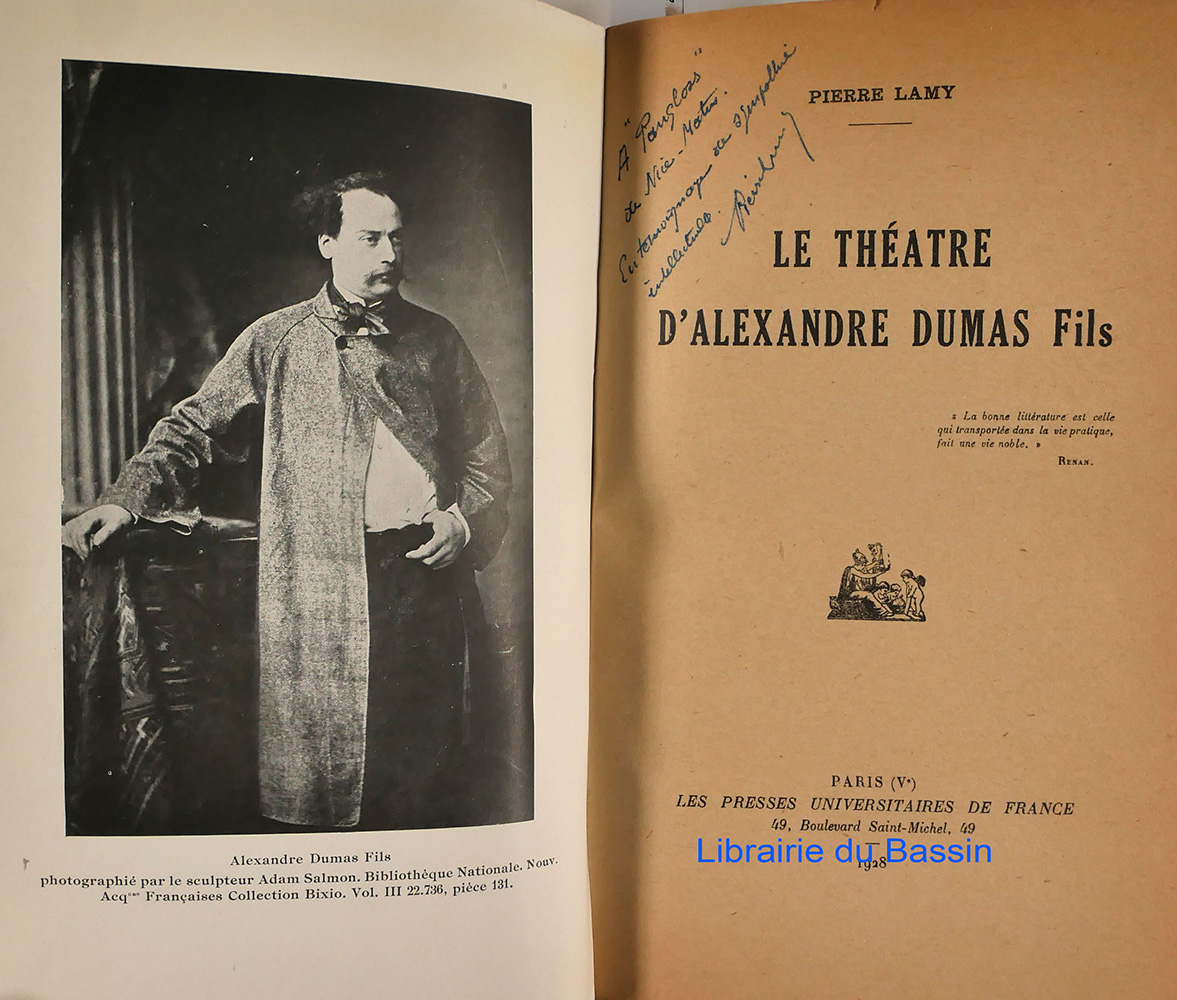 Alexandre Dumas Fils
photographié par le sculpteur Adam Salmon. Bibliothèque Nationale. Nouv.
Acqᵒⁿˢ Françaises Collection Bixio. Vol. III 22.736, pièce 131.
A "Pangloss"
de Nice-Matin.
En témoignage de sympathie
intellectuelle.
PIERRE LAMY
LE THÉATRE
D'ALEXANDRE DUMAS Fils
« La bonne littérature est celle
qui transportée dans la vie pratique,
fait une vie noble. »
RENAN.
PARIS (Vᵉ)
LES PRESSES UNIVERSITAIRES DE FRANCE
49, Boulevard Saint-Michel, 49
1928
Librairie du Bassin